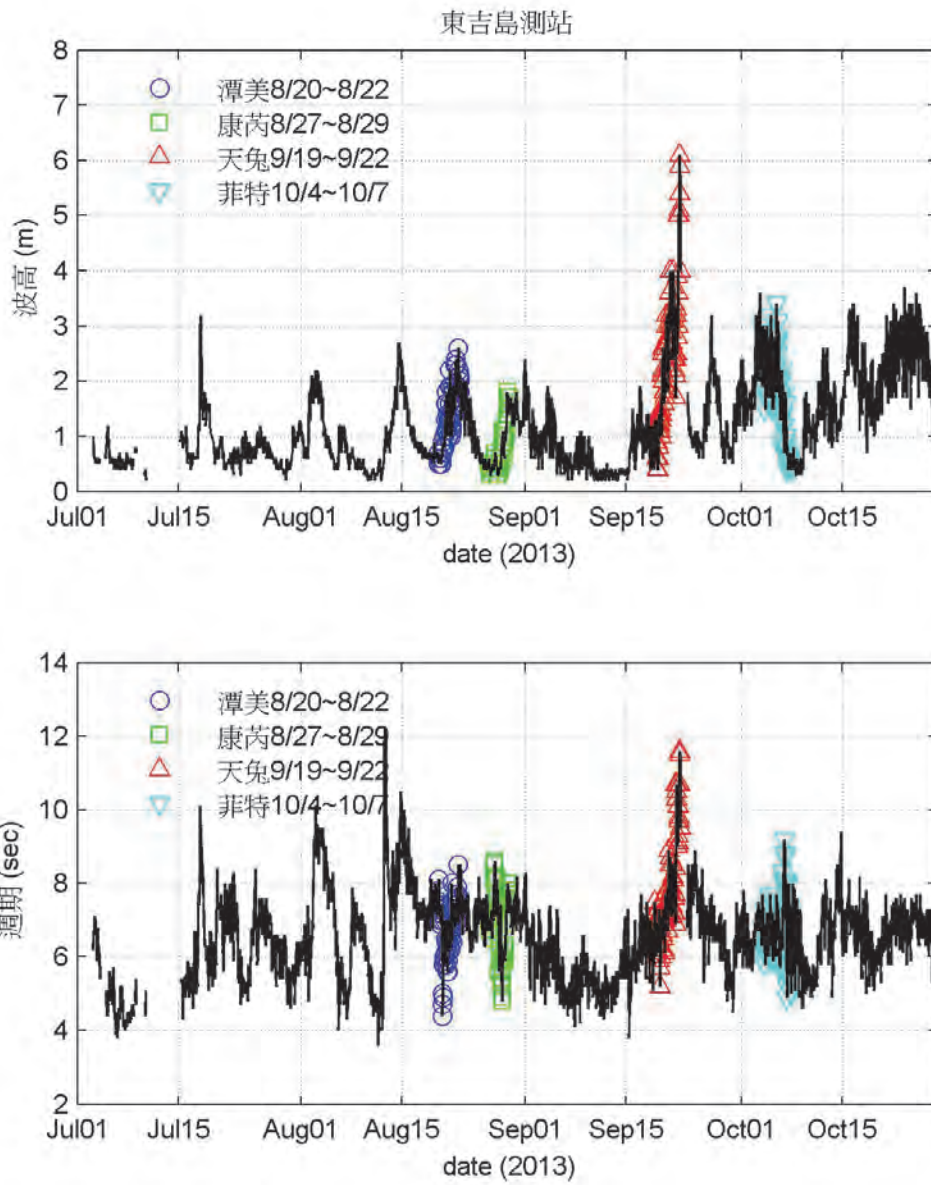 東吉島測站
8
7
6
5
4
3
2
1
0
波高 (m)
潭美8/20~8/22
康芮8/27~8/29
天兔9/19~9/22
菲特10/4~10/7
Jul01 Jul15 Aug01 Aug15 Sep01 Sep15 Oct01 Oct15
date (2013)
14
12
10
8
6
4
2
週期 (sec)
潭美8/20~8/22
康芮8/27~8/29
天兔9/19~9/22
菲特10/4~10/7
Jul01 Jul15 Aug01 Aug15 Sep01 Sep15 Oct01 Oct15
date (2013)